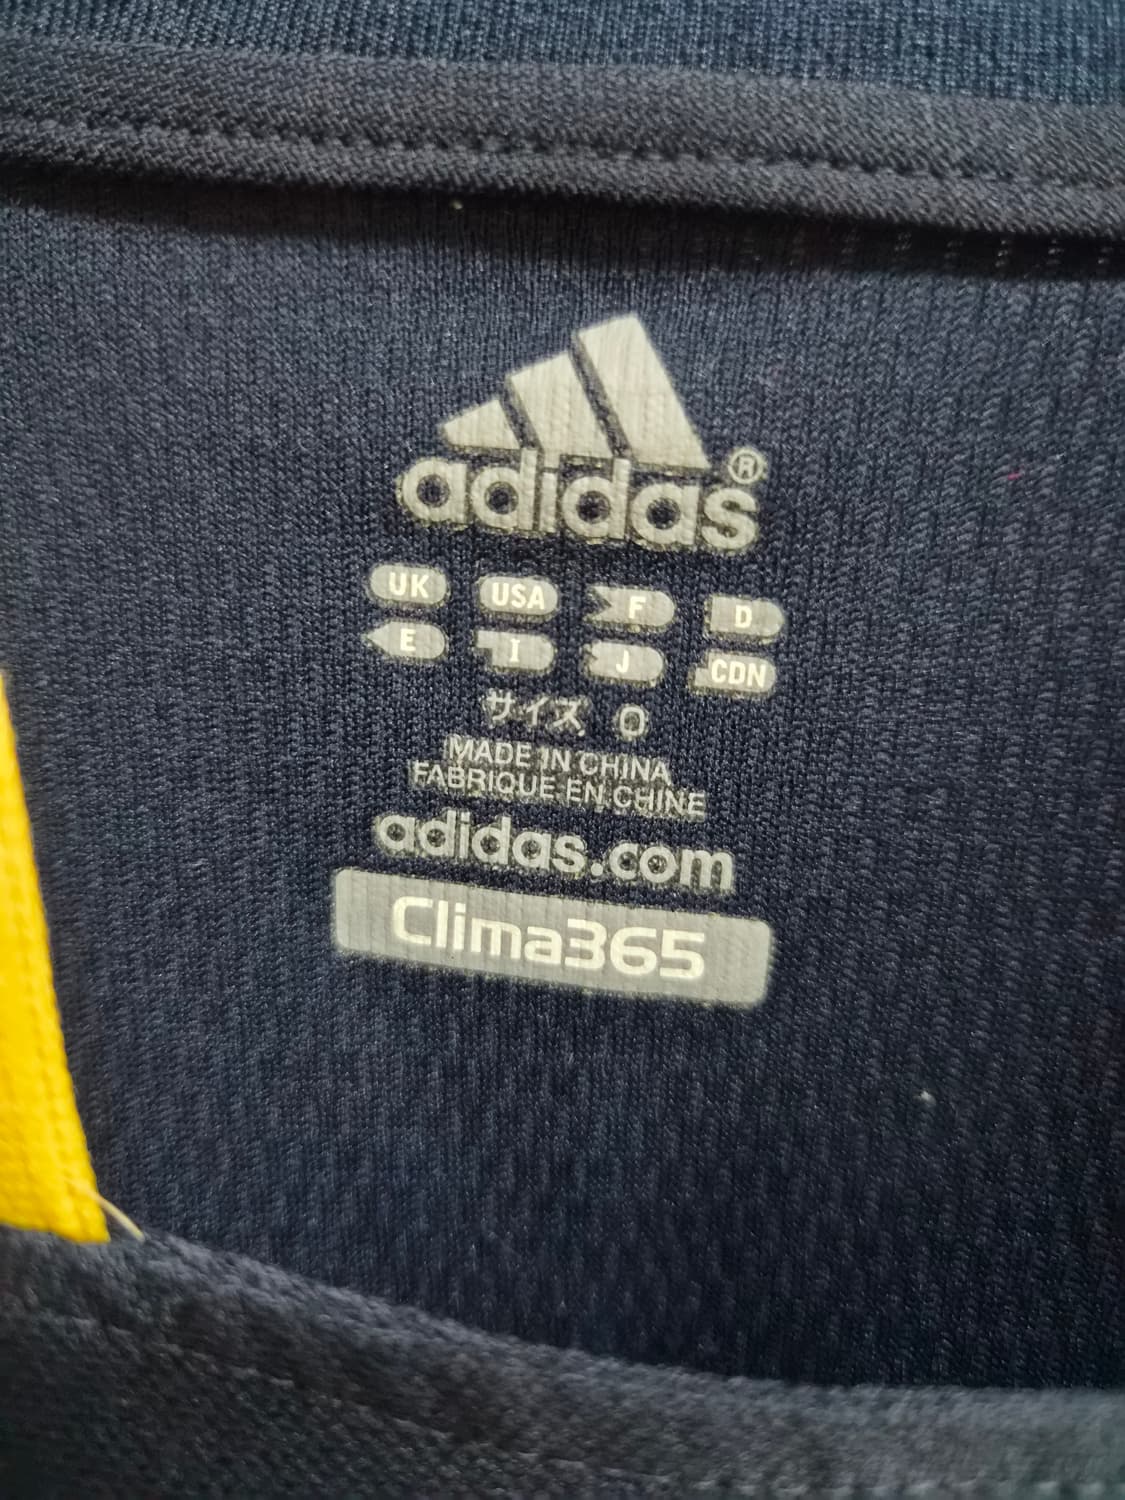 adidas®
UK USA F D
E I J CDN
サイズ O
MADE IN CHINA
FABRIQUE EN CHINE
adidas.com
Clima365